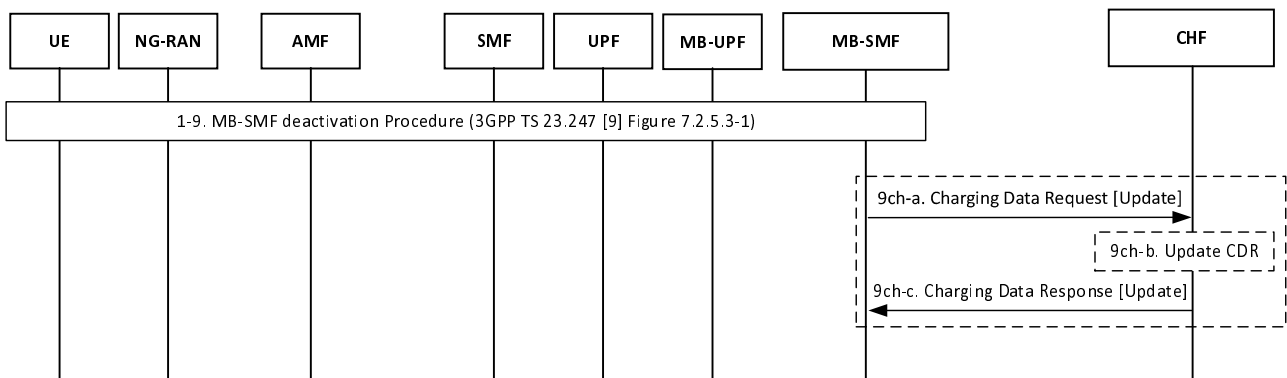 UE
NG-RAN
AMF
SMF
UPF
MB-UPF
MB-SMF
CHF
1-9. MB-SMF deactivation Procedure (3GPP TS 23.247 [9] Figure 7.2.5.3-1)
9ch-a. Charging Data Request [Update]
9ch-b. Update CDR
9ch-c. Charging Data Response [Update]